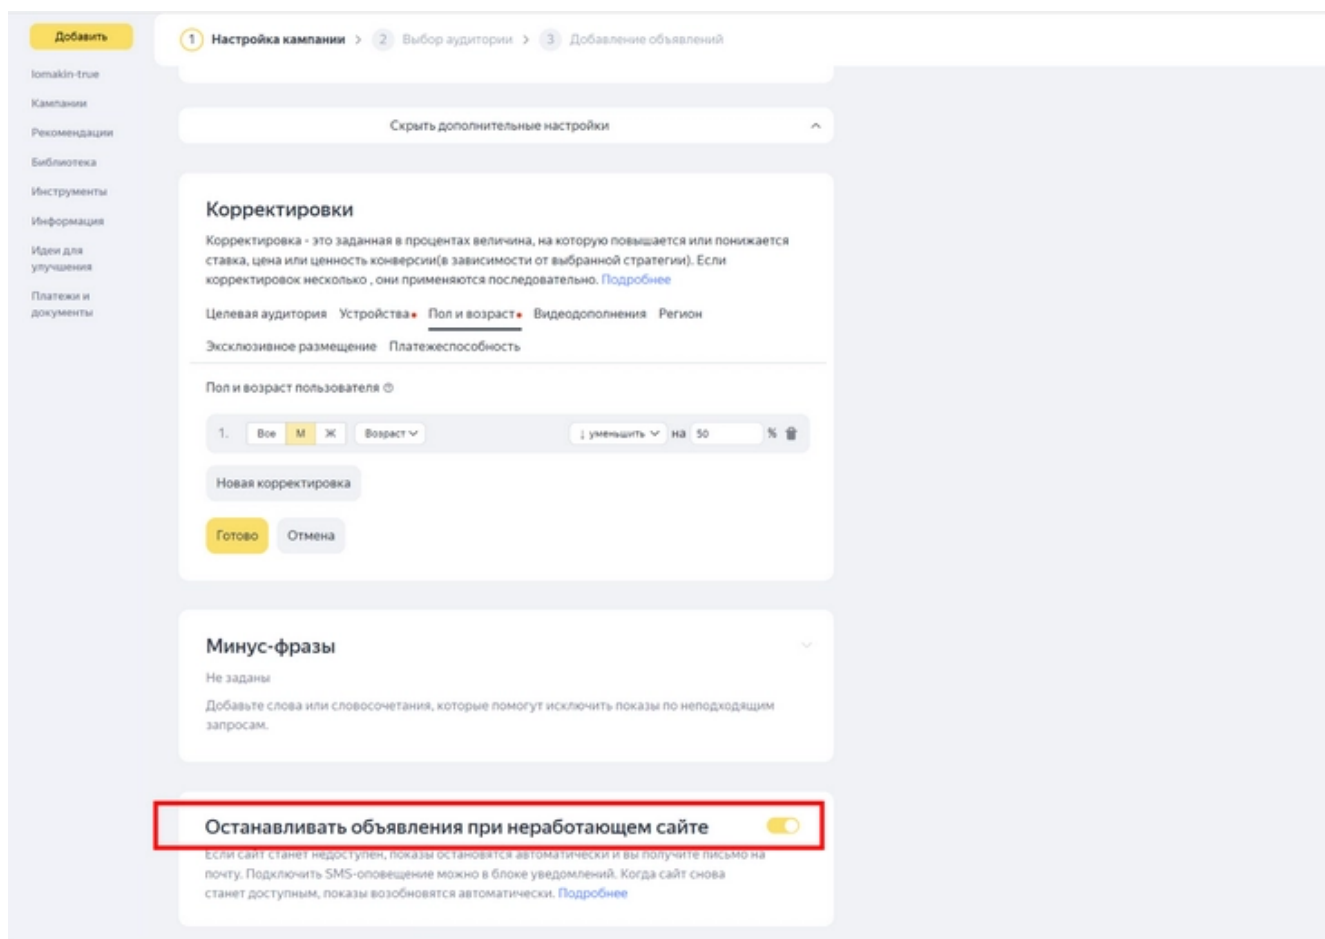 Добавить
1 Настройка кампании > 2 Выбор аудитории > 3 Добавление объявлений
lomakin-true
Кампании
Рекомендации
Библиотека
Инструменты
Информация
Идеи для
улучшения
Платежи и
документы
Скрыть дополнительные настройки
Корректировки
Корректировка - это заданная в процентах величина, на которую повышается или понижается
ставка, цена или ценность конверсии(в зависимости от выбранной стратегии). Если
корректировок несколько , они применяются последовательно. Подробнее
Целевая аудитория Устройства Пол и возраст Видеодополнения Регион
Эксклюзивное размещение Платежеспособность
Пол и возраст пользователя
1. Все М Ж Возраст ↓ уменьшить на 50 %
Новая корректировка
Готово Отмена
Минус-фразы
Не заданы
Добавьте слова или словосочетания, которые помогут исключить показы по неподходящим
запросам.
Останавливать объявления при неработающем сайте
Если сайт станет недоступен, показы остановятся автоматически и вы получите письмо на
почту. Подключить SMS-оповещение можно в блоке уведомлений. Когда сайт снова
станет доступным, показы возобновятся автоматически. Подробнее